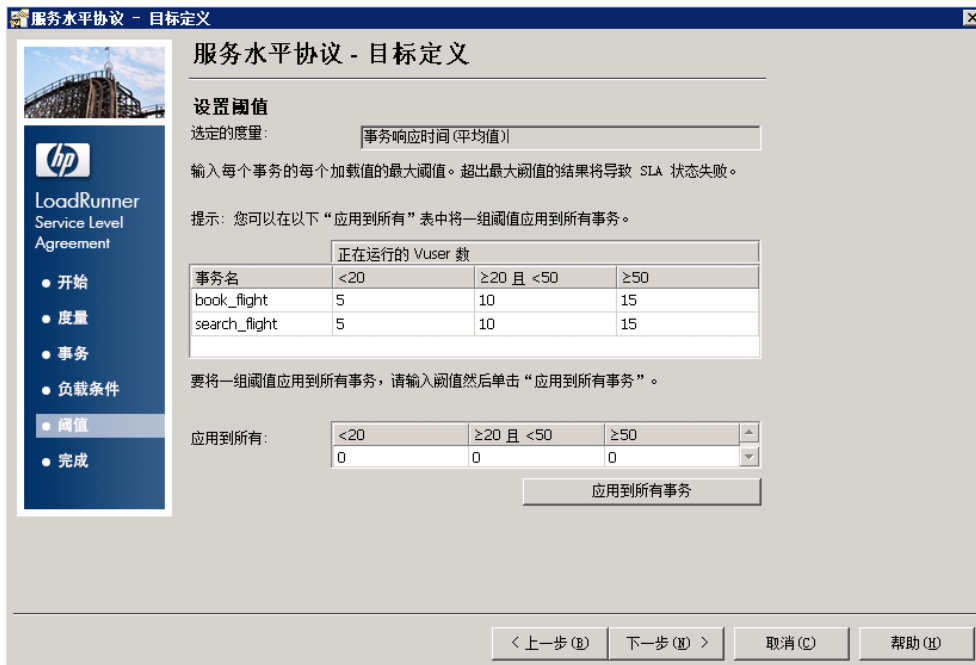 服务水平协议 - 目标定义
服务水平协议 - 目标定义
设置阈值
选定的度量:
事务响应时间(平均值)
输入每个事务的每个加载值的最大阈值。超出最大阙值的结果将导致 SLA 状态失败。
提示: 您可以在以下“应用到所有”表中将一组阈值应用到所有事务。
正在运行的 Vuser 数
事务名 <20 ≥20 且 <50 ≥50
book_flight 5 10 15
search_flight 5 10 15
要将一组阈值应用到所有事务，请输入阙值然后单击“应用到所有事务”。
应用到所有: <20 ≥20 且 <50 ≥50
0 0 0
应用到所有事务
hp
LoadRunner
Service Level
Agreement
开始
度量
事务
负载条件
阈值
完成
< 上一步(B)
下一步(N) >
取消(C)
帮助(H)